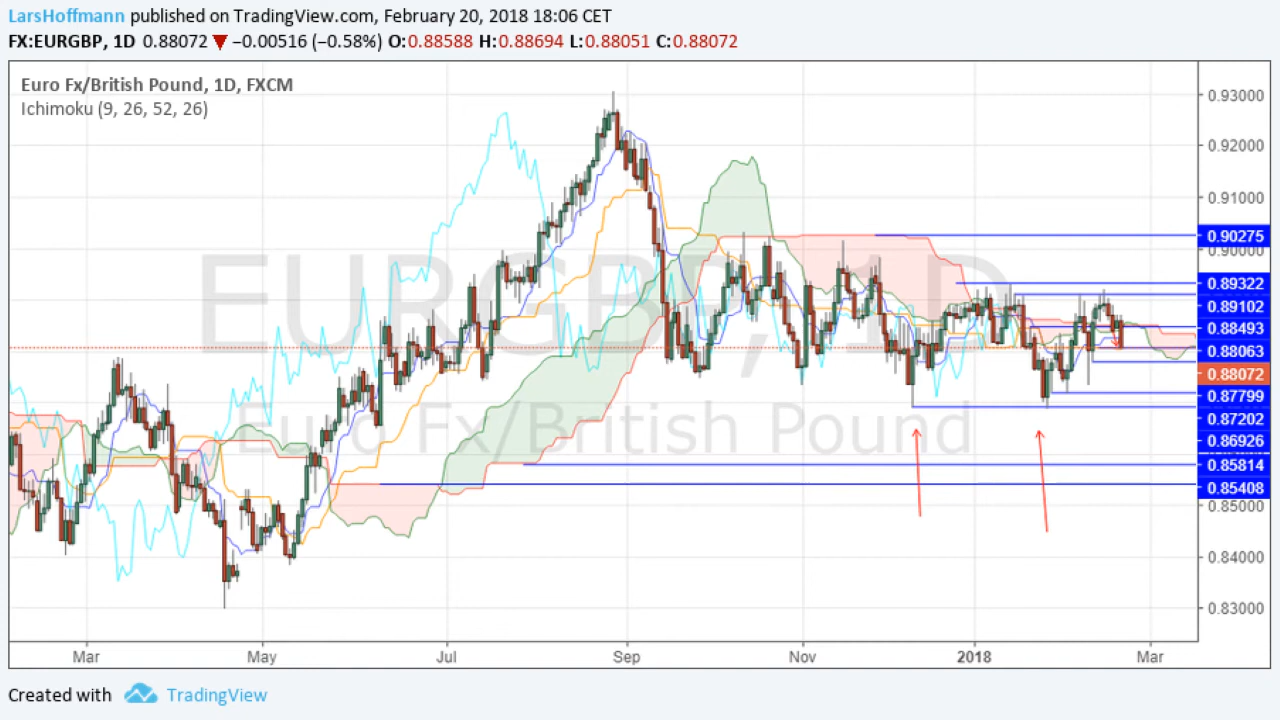 LarsHoffmann published on TradingView.com, February 20, 2018 18:06 CET
FX:EURGBP, 1D 0.88072 ▼ −0.00516 (−0.58%) O:0.88588 H:0.88694 L:0.88051 C:0.88072
Euro Fx/British Pound, 1D, FXCM
Ichimoku (9, 26, 52, 26)
EURGBP, 1D
Euro Fx/British Pound
0.93000
0.92000
0.91000
0.90275
0.90000
0.89322
0.89102
0.88493
0.88063
0.88072
0.87799
0.87202
0.86926
0.85814
0.85408
0.85000
0.84000
0.83000
Mar May Jul Sep Nov 2018 Mar
Created with TradingView